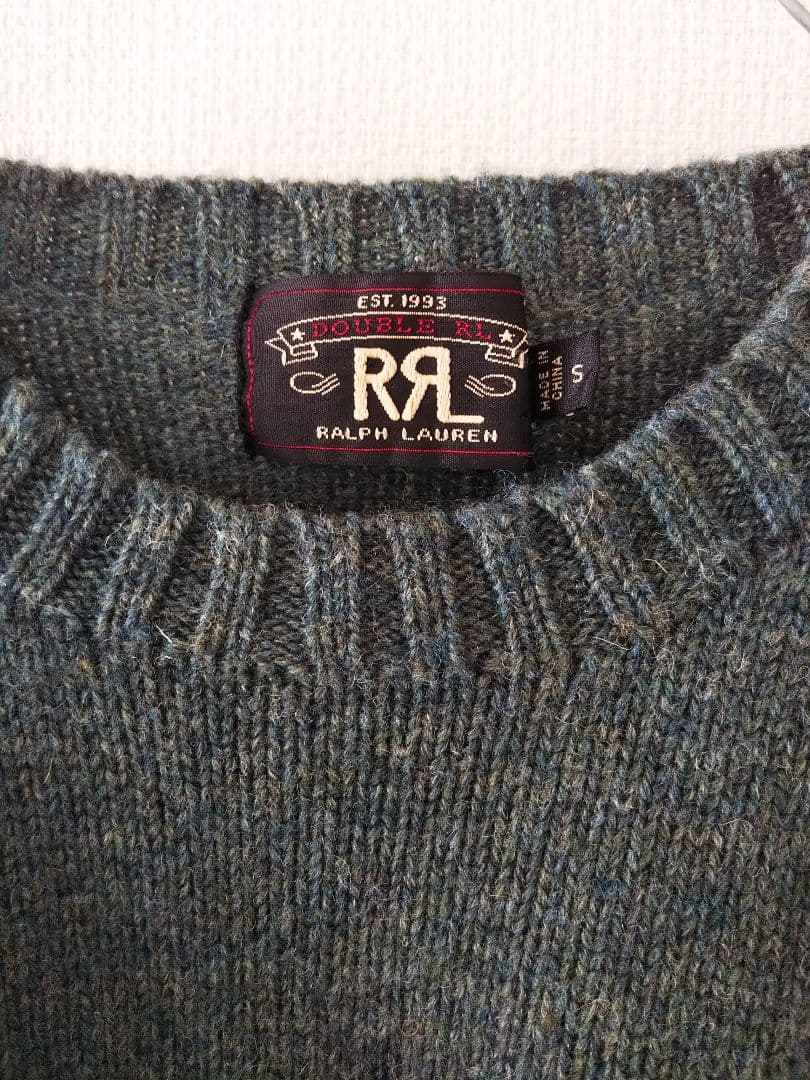 EST. 1993
DOUBLE RL
RRL
RALPH LAUREN
MADE IN
CHINA
S